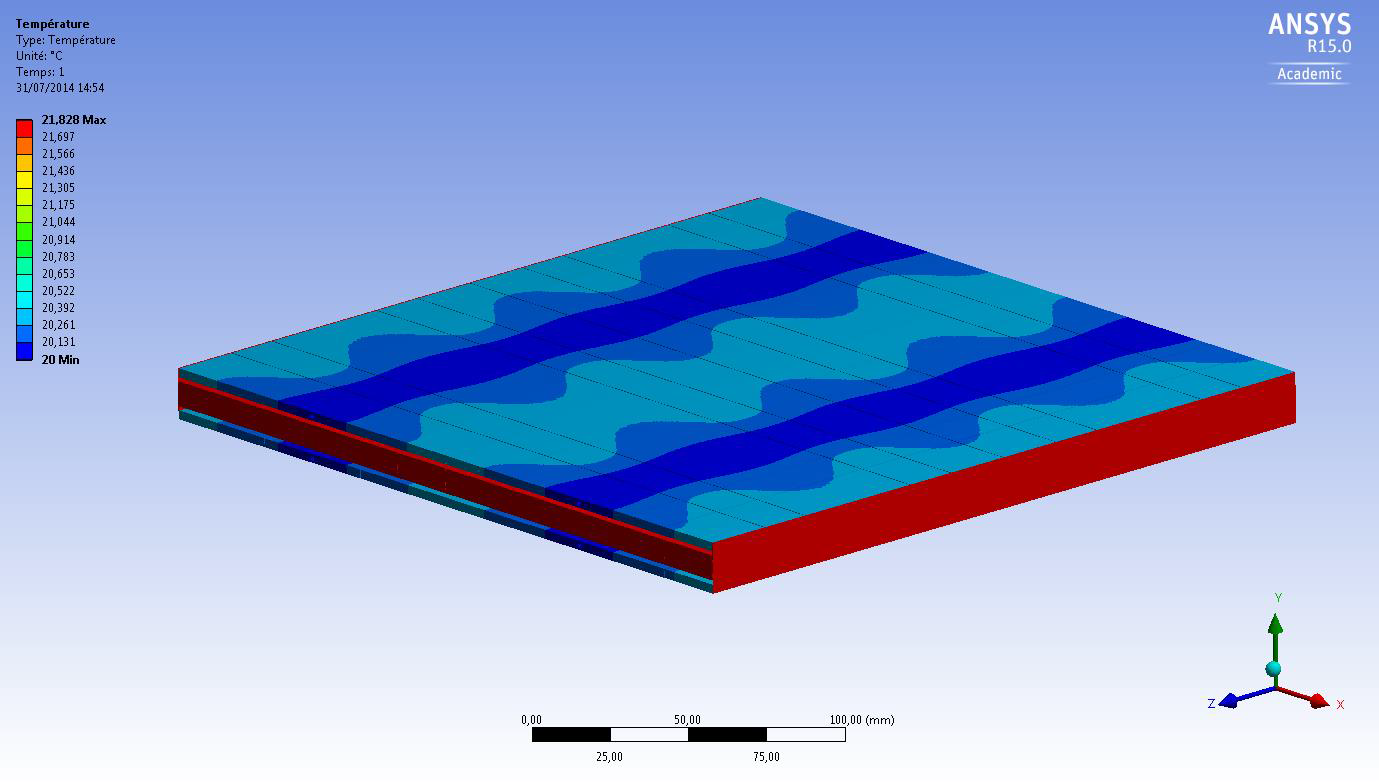 Température
Type: Température
Unité: °C
Temps: 1
31/07/2014 14:54
21,828 Max
21,697
21,566
21,436
21,305
21,175
21,044
20,914
20,783
20,653
20,522
20,392
20,261
20,131
20 Min
ANSYS
R15.0
Academic
Y
Z
X
0,00 50,00 100,00 (mm)
25,00 75,00